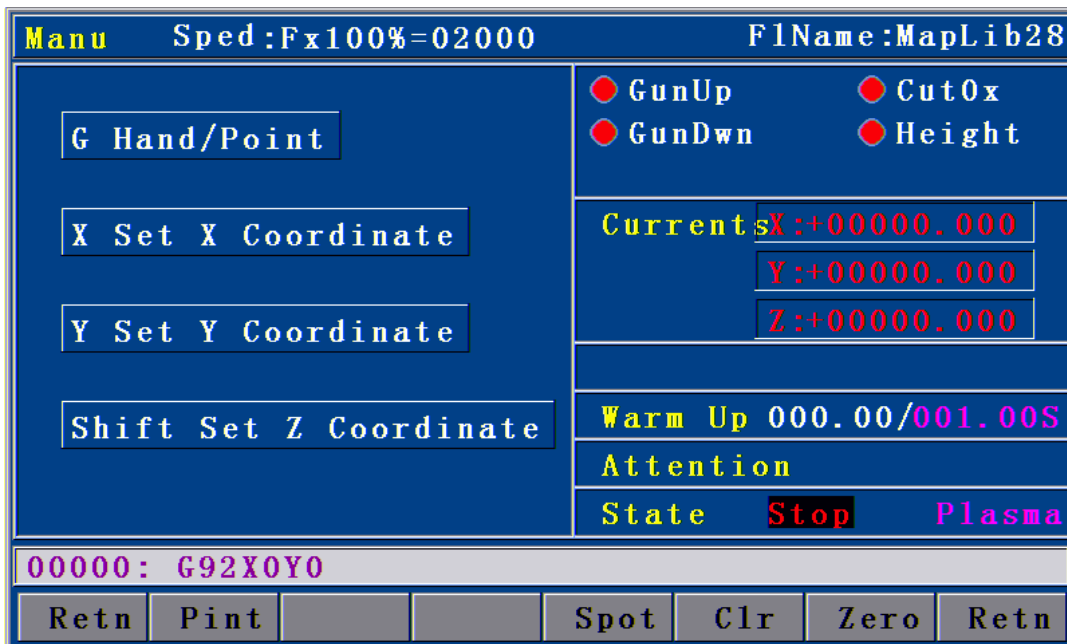 Manu Sped:Fx100%=02000 FlName:MapLib28
G Hand/Point
X Set X Coordinate
Y Set Y Coordinate
Shift Set Z Coordinate
GunUp CutOx
GunDwn Height
Currents X:+00000.000
Y:+00000.000
Z:+00000.000
Warm Up 000.00/001.00S
Attention
State Stop Plasma
00000: G92X0Y0
Retn Pint Spot Clr Zero Retn